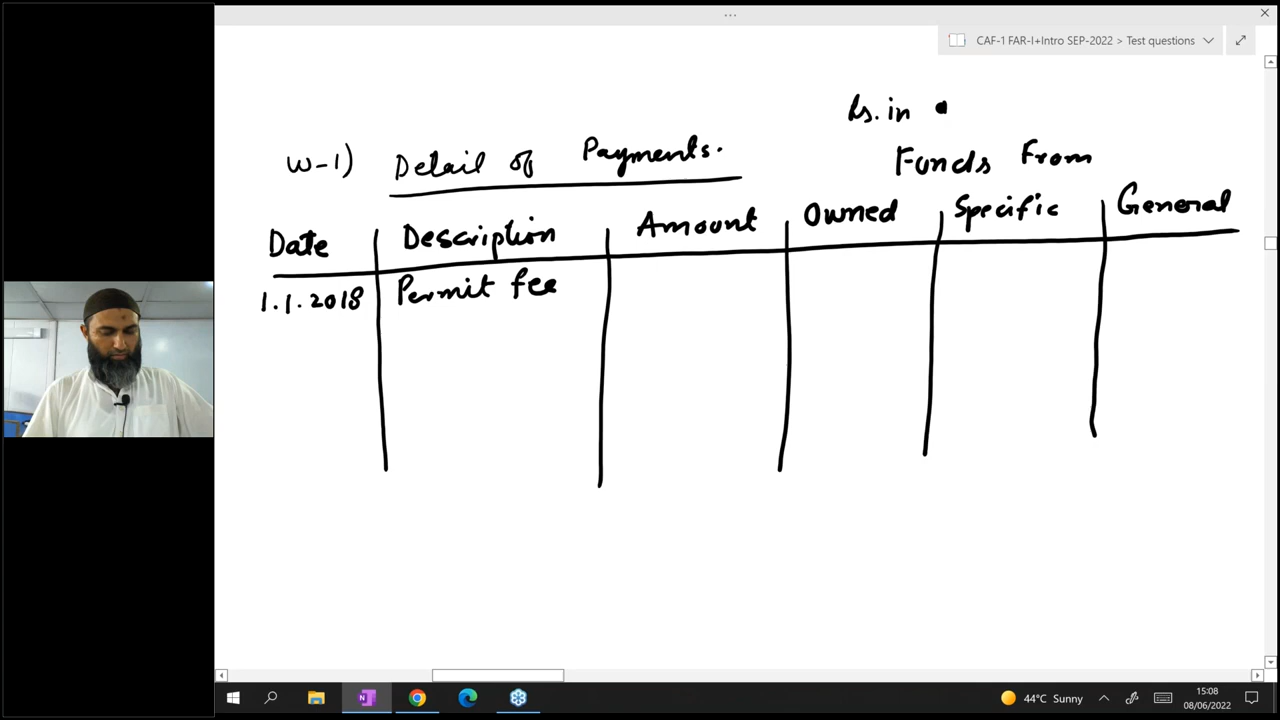 CAF-1 FAR-I+Intro SEP-2022 > Test questions
Rs. in
W-1) Detail of Payments.
Funds From
Date Description Amount Owned Specific General
1.1.2018 Permit fee
44°C Sunny
15:08
08/06/2022